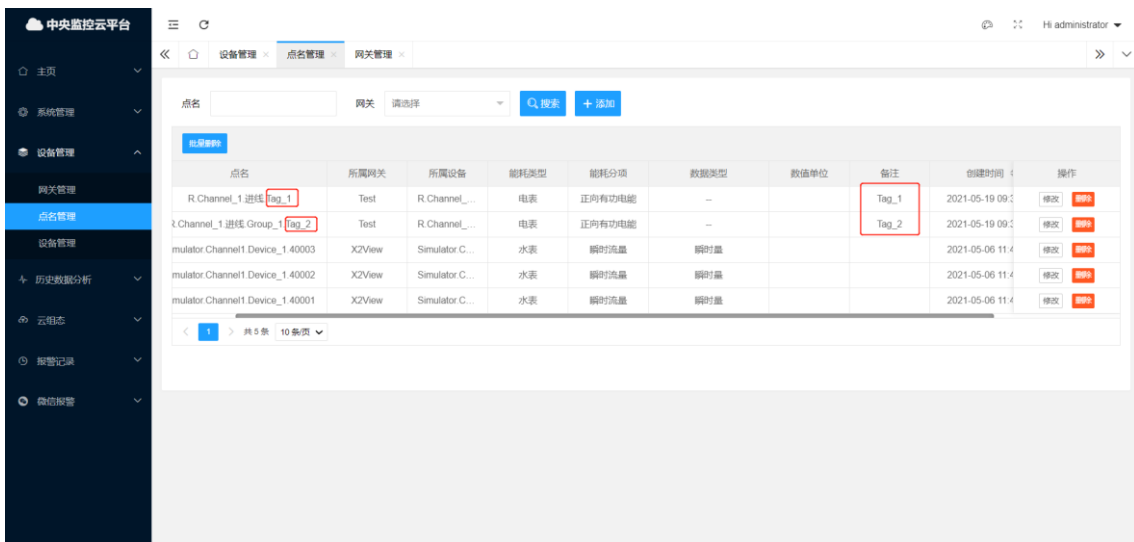 中央监控云平台
Hi administrator
设备管理 × 点名管理 × 网关管理 ×
主页
系统管理
设备管理
网关管理
点名管理
设备管理
历史数据分析
云组态
报警记录
微信报警
点名 网关 请选择 搜索 + 添加
批量删除
点名 所属网关 所属设备 能耗类型 能耗分项 数据类型 数值单位 备注 创建时间 操作
R.Channel_1.进线.Tag_1 Test R.Channel_... 电表 正向有功电能 -- Tag_1 2021-05-19 09:3 修改 删除
R.Channel_1.进线.Group_1.Tag_2 Test R.Channel_... 电表 正向有功电能 -- Tag_2 2021-05-19 09:3 修改 删除
mulator.Channel1.Device_1.40003 X2View Simulator.C... 水表 瞬时流量 瞬时量 2021-05-06 11:4 修改 删除
mulator.Channel1.Device_1.40002 X2View Simulator.C... 水表 瞬时流量 瞬时量 2021-05-06 11:4 修改 删除
mulator.Channel1.Device_1.40001 X2View Simulator.C... 水表 瞬时流量 瞬时量 2021-05-06 11:4 修改 删除
1 共 5 条 10 条/页